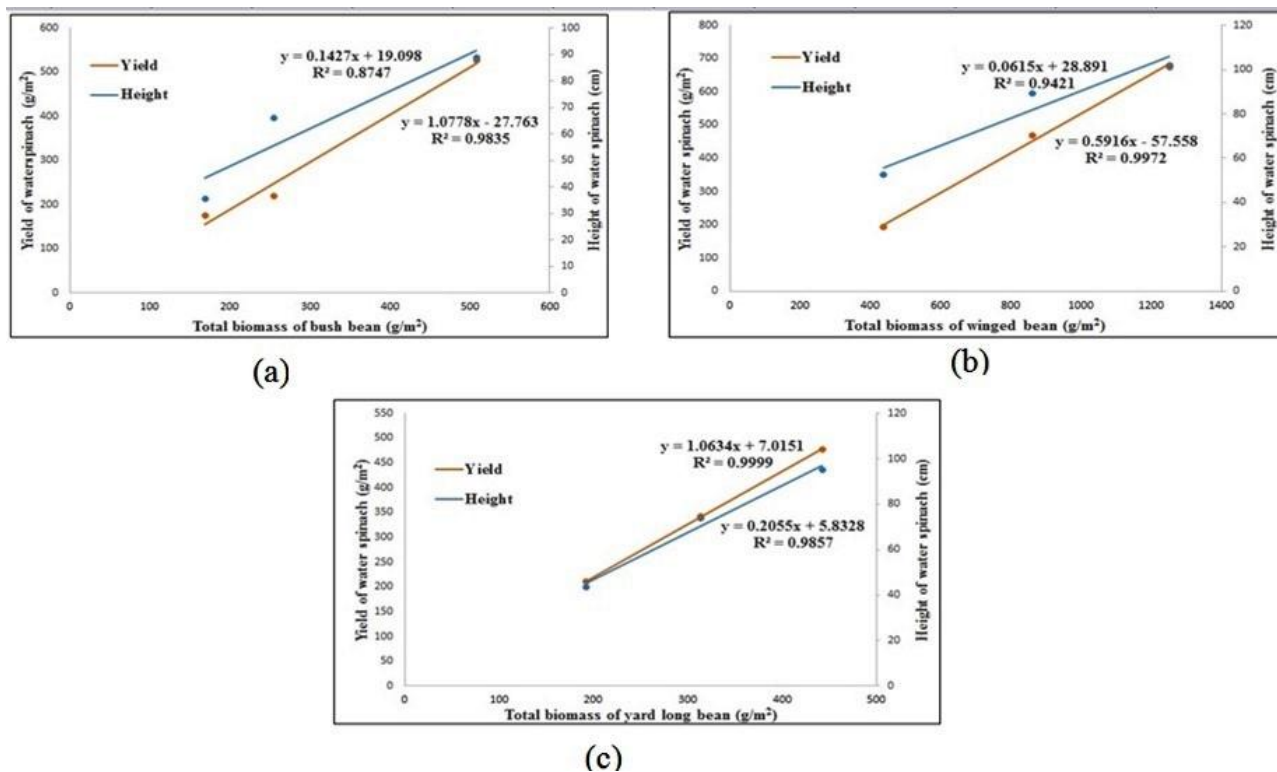 600
500
400
300
200
100
0
Yield of waterspinach (g/m²)
Yield
Height
y = 0.1427x + 19.098
R² = 0.8747
y = 1.0778x - 27.763
R² = 0.9835
100
90
80
70
60
50
40
30
20
10
0
Height of water spinach (cm)
0 100 200 300 400 500 600
Total biomass of bush bean (g/m²)
(a)
800
700
600
500
400
300
200
100
0
Yield of water spinach (g/m²)
Yield
Height
y = 0.0615x + 28.891
R² = 0.9421
y = 0.5916x - 57.558
R² = 0.9972
120
100
80
60
40
20
0
Height of water spinach (cm)
0 200 400 600 800 1000 1200 1400
Total biomass of winged bean (g/m²)
(b)
550
500
450
400
350
300
250
200
150
100
50
0
Yield of water spinach (g/m²)
Yield
Height
y = 1.0634x + 7.0151
R² = 0.9999
y = 0.2055x + 5.8328
R² = 0.9857
120
100
80
60
40
20
0
Height of water spinach (cm)
0 100 200 300 400 500
Total biomass of yard long bean (g/m²)
(c)